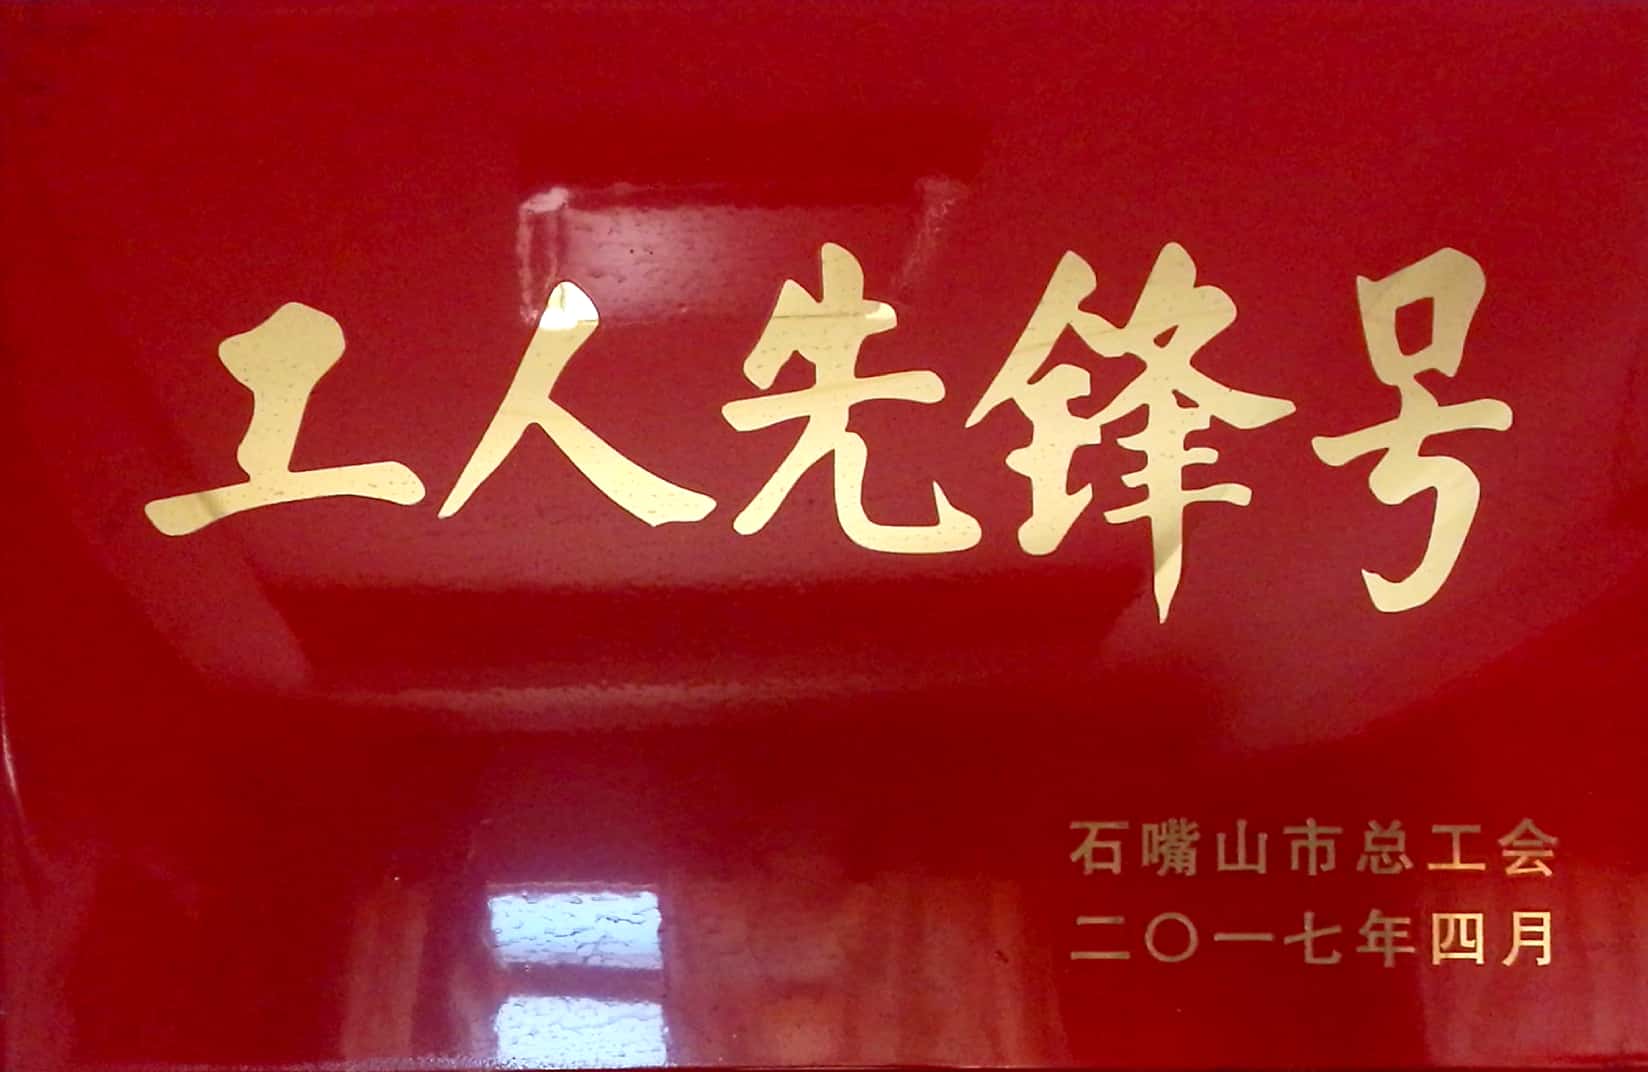 工人先锋号
石嘴山市总工会
二〇一七年四月